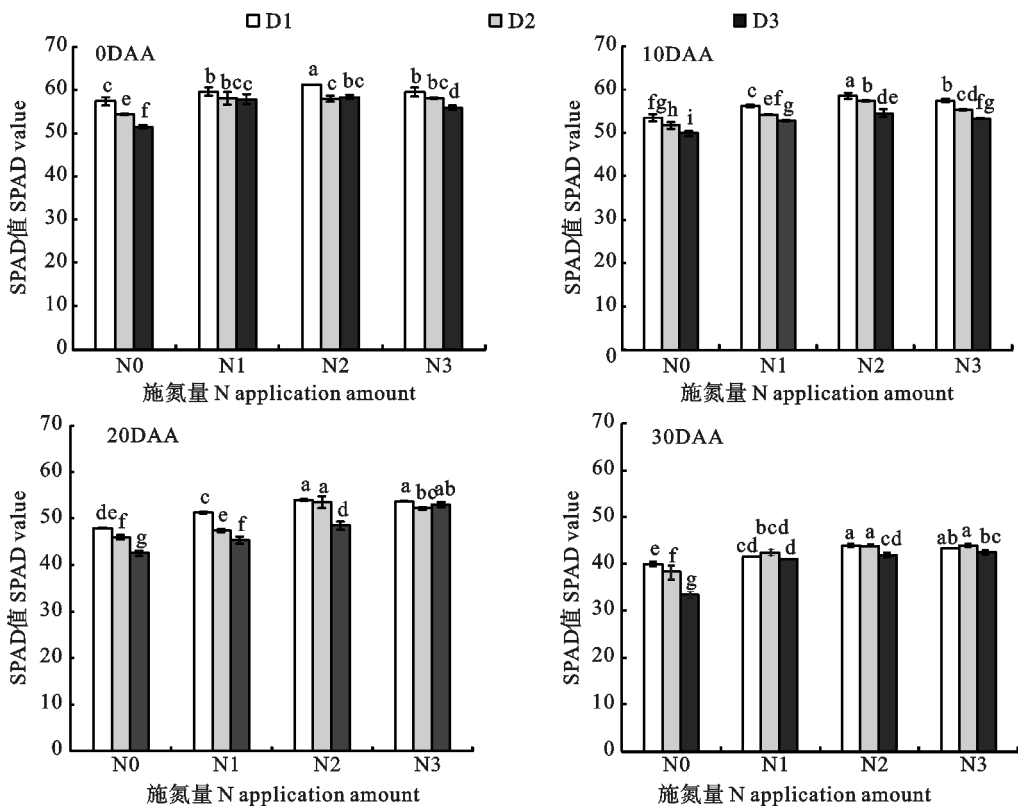 D1 D2 D3
0DAA
SPAD值 SPAD value
70
60
50
40
30
20
10
0
c e f b bc c a c bc b bc d
N0 N1 N2 N3
施氮量 N application amount
10DAA
SPAD值 SPAD value
70
60
50
40
30
20
10
0
fg h i c ef g a b de b cd fg
N0 N1 N2 N3
施氮量 N application amount
20DAA
SPAD值 SPAD value
70
60
50
40
30
20
10
0
de f g c e f a a d a bc ab
N0 N1 N2 N3
施氮量 N application amount
30DAA
SPAD值 SPAD value
70
60
50
40
30
20
10
0
e f g cd bcd d a a cd ab a bc
N0 N1 N2 N3
施氮量 N application amount